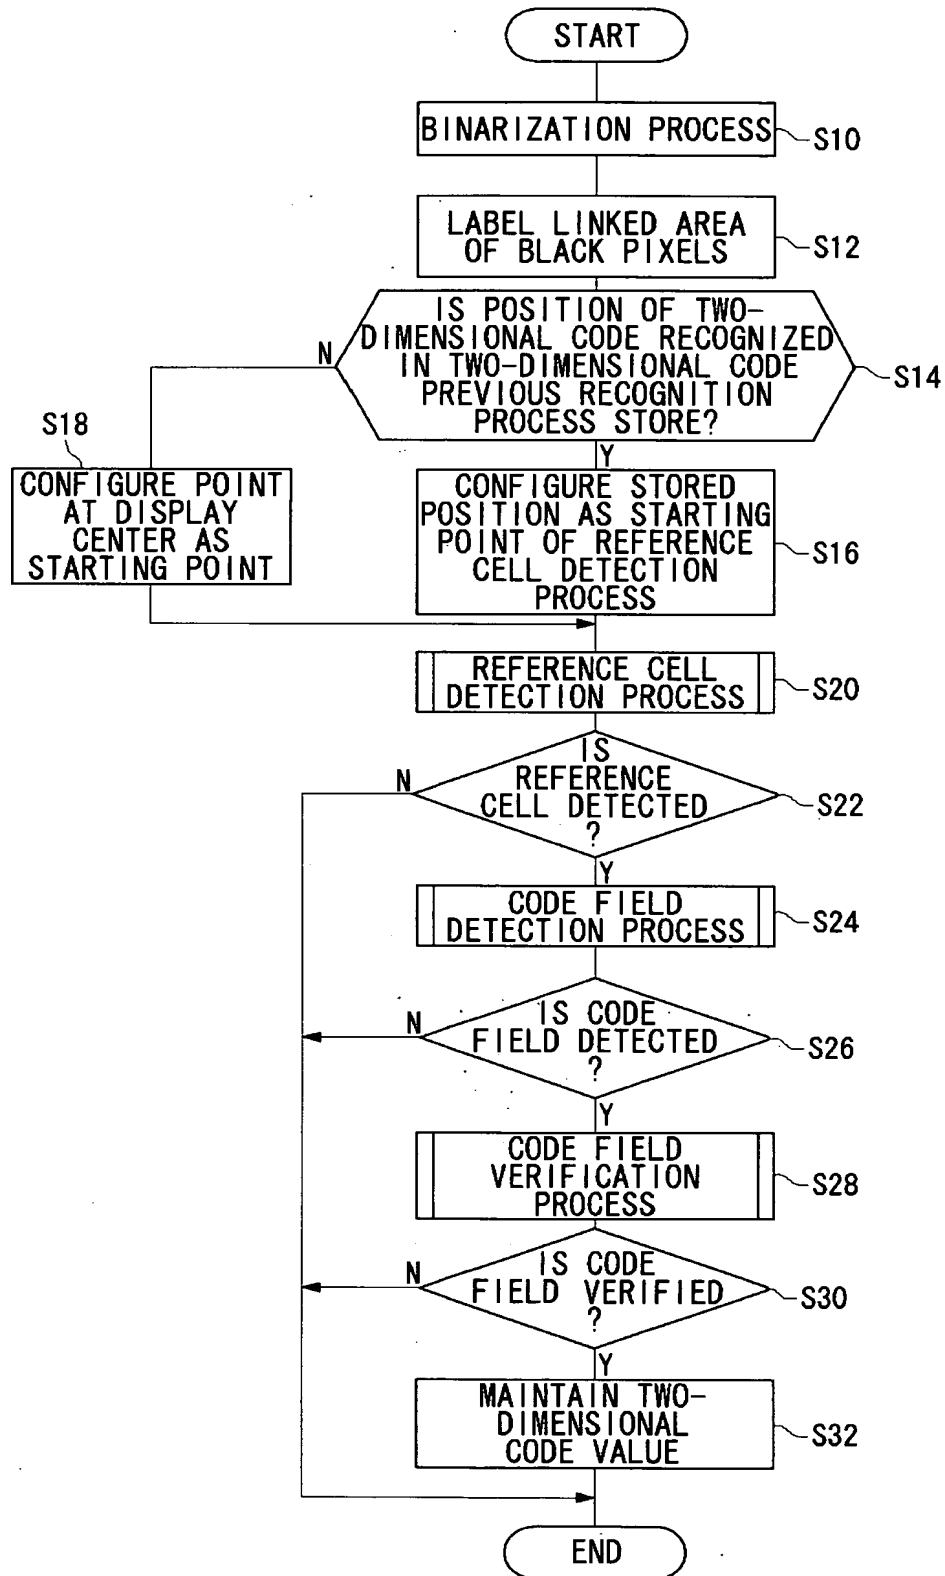 START
BINARIZATION PROCESS
S10
LABEL LINKED AREA
OF BLACK PIXELS
S12
IS POSITION OF TWO-
DIMENSIONAL CODE RECOGNIZED
IN TWO-DIMENSIONAL CODE
PREVIOUS RECOGNITION
PROCESS STORE?
N
S14
Y
S18
CONFIGURE POINT
AT DISPLAY
CENTER AS
STARTING POINT
CONFIGURE STORED
POSITION AS STARTING
POINT OF REFERENCE
CELL DETECTION
PROCESS
S16
REFERENCE CELL
DETECTION PROCESS
S20
IS
REFERENCE
CELL DETECTED
?
N
S22
Y
CODE FIELD
DETECTION PROCESS
S24
IS CODE
FIELD DETECTED
?
N
S26
Y
CODE FIELD
VERIFICATION
PROCESS
S28
IS CODE
FIELD VERIFIED
?
N
S30
Y
MAINTAIN TWO-
DIMENSIONAL
CODE VALUE
S32
END